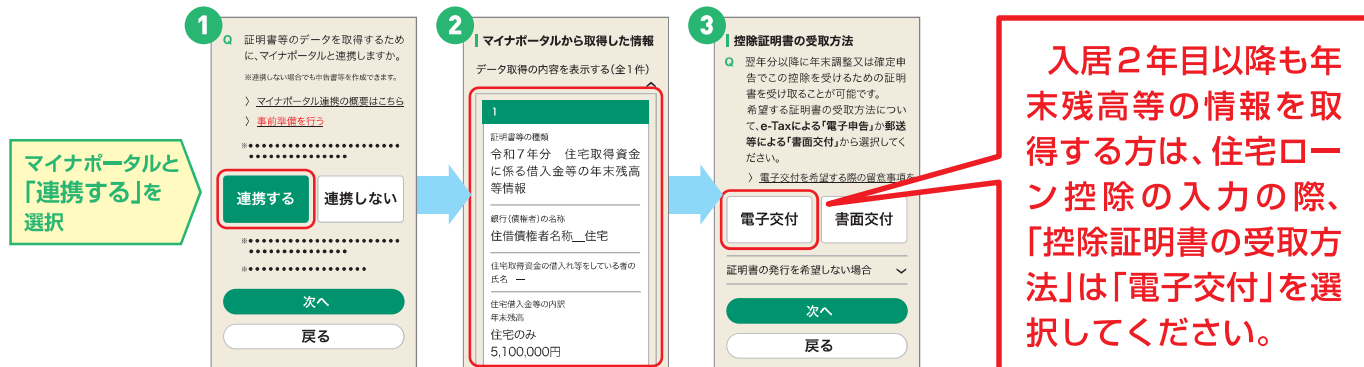 マイナポータルと
「連携する」を
選択
1
Q 証明書等のデータを取得するため
に、マイナポータルと連携しますか。
※連携しない場合でも申告書等を作成できます。
〉 マイナポータル連携の概要はこちら
〉 事前準備を行う
連携する
連携しない
次へ
戻る
2
マイナポータルから取得した情報
データ取得の内容を表示する(全1件)
1
証明書等の種類
令和7年分 住宅取得資金
に係る借入金等の年末残高
等情報
銀行(債権者)の名称
住借債権者名称__住宅
住宅取得資金の借入れ等をしている者の
氏名 ―
住宅借入金等の内訳
年末残高
住宅のみ
5,100,000円
3
控除証明書の受取方法
Q 翌年分以降に年末調整又は確定申
告でこの控除を受けるための証明
書を受け取ることが可能です。
希望する証明書の受取方法につい
て、e-Taxによる「電子申告」か郵送
等による「書面交付」から選択してく
ださい。
〉 電子交付を希望する際の留意事項を
電子交付
書面交付
証明書の発行を希望しない場合
次へ
戻る
入居2年目以降も年
末残高等の情報を取
得する方は、住宅ロー
ン控除の入力の際、
「控除証明書の受取方
法」は「電子交付」を選
択してください。